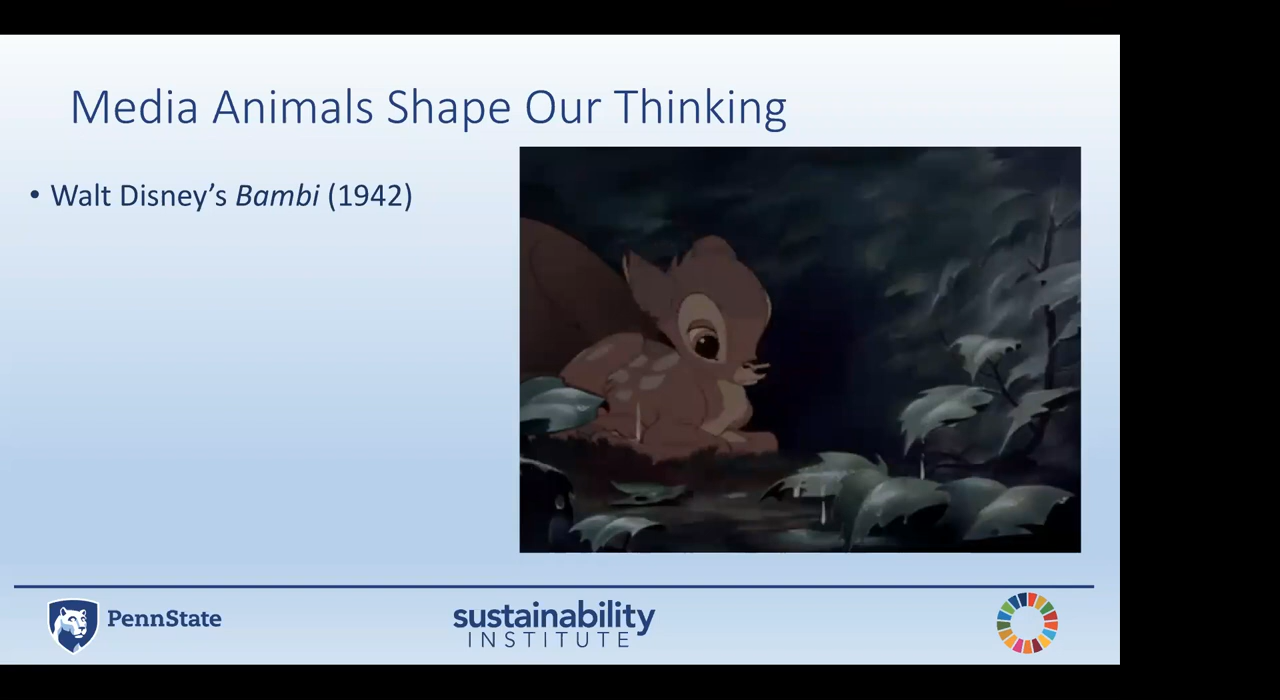 Media Animals Shape Our Thinking
• Walt Disney’s Bambi (1942)
PennState
sustainability
INSTITUTE